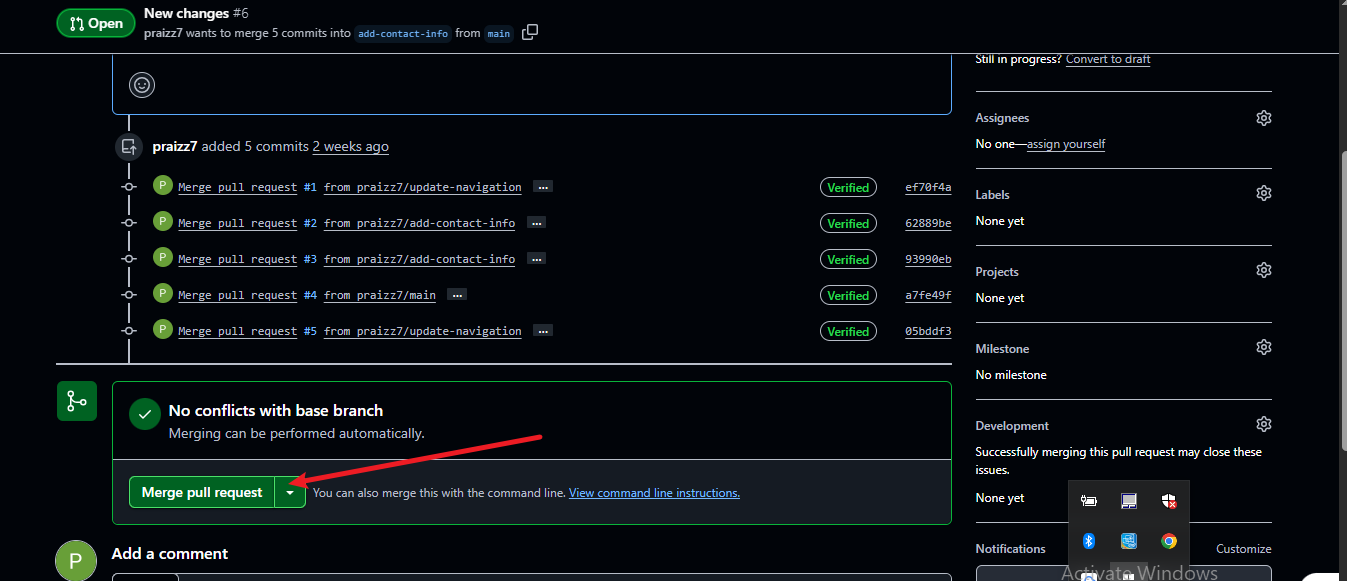 Open
New changes #6
praizz7 wants to merge 5 commits into add-contact-info from main
Still in progress? Convert to draft
praizz7 added 5 commits 2 weeks ago
P Merge pull request #1 from praizz7/update-navigation ... Verified ef70f4a
P Merge pull request #2 from praizz7/add-contact-info ... Verified 62889be
P Merge pull request #3 from praizz7/add-contact-info ... Verified 93990eb
P Merge pull request #4 from praizz7/main ... Verified a7fe49f
P Merge pull request #5 from praizz7/update-navigation ... Verified 05bddf3
No conflicts with base branch
Merging can be performed automatically.
Merge pull request
You can also merge this with the command line. View command line instructions.
P
Add a comment
Assignees
No one—assign yourself
Labels
None yet
Projects
None yet
Milestone
No milestone
Development
Successfully merging this pull request may close these
issues.
None yet
Notifications
Customize
Activate Windows